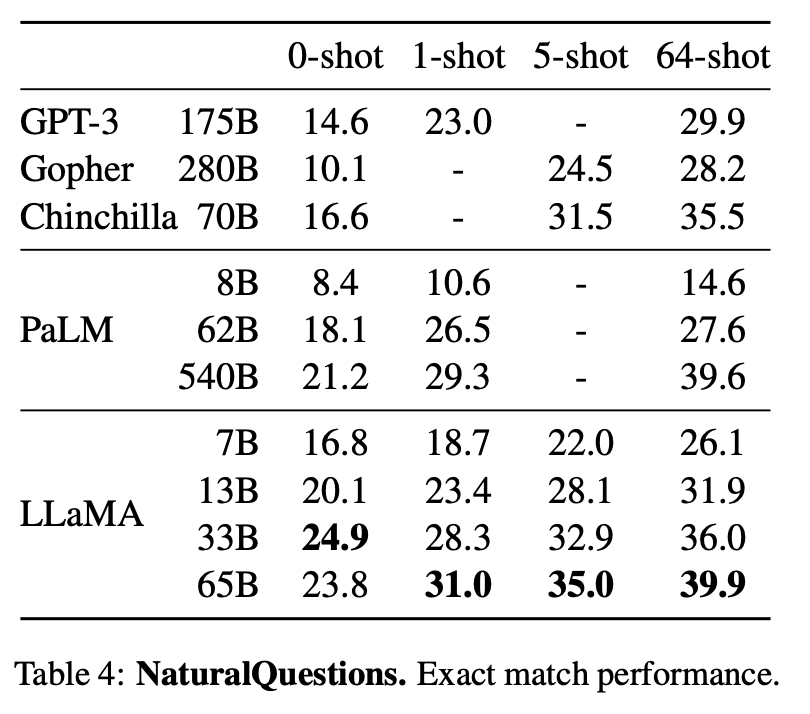 0-shot 1-shot 5-shot 64-shot
GPT-3 175B 14.6 23.0 - 29.9
Gopher 280B 10.1 - 24.5 28.2
Chinchilla 70B 16.6 - 31.5 35.5
8B 8.4 10.6 - 14.6
PaLM 62B 18.1 26.5 - 27.6
540B 21.2 29.3 - 39.6
7B 16.8 18.7 22.0 26.1
13B 20.1 23.4 28.1 31.9
LLaMA
33B 24.9 28.3 32.9 36.0
65B 23.8 31.0 35.0 39.9
Table 4: NaturalQuestions. Exact match performance.